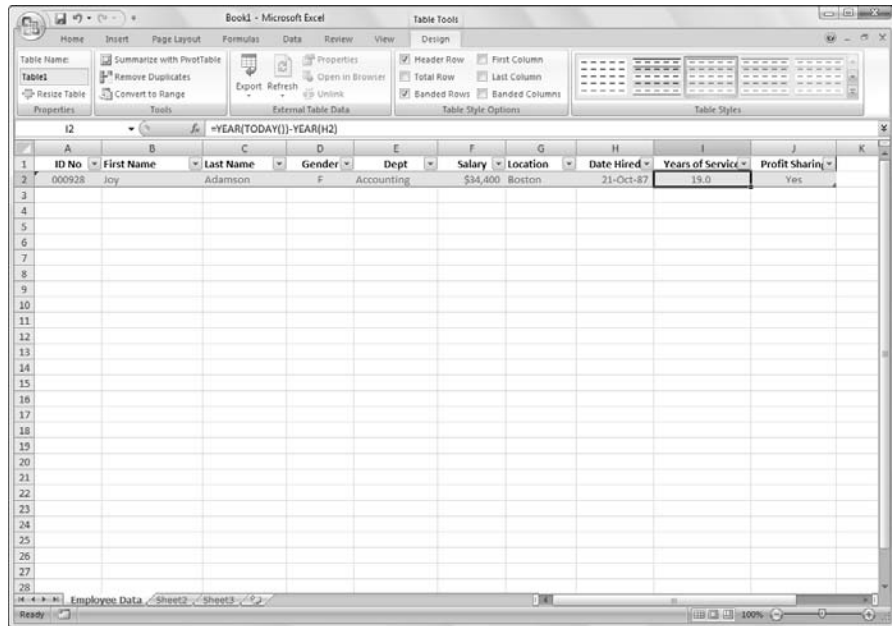 Book1 - Microsoft Excel Table Tools
Home Insert Page Layout Formulas Data Review View Design
Table Name: Summarize with PivotTable Properties Header Row First Column
Table1 Remove Duplicates Export Refresh Open in Browser Total Row Last Column
Resize Table Convert to Range Unlink Banded Rows Banded Columns
Properties Tools External Table Data Table Style Options Table Styles
I2 fx =YEAR(TODAY())-YEAR(H2)
A B C D E F G H I J K
1 ID No First Name Last Name Gender Dept Salary Location Date Hired Years of Service Profit Sharing
2 000928 Joy Adamson F Accounting $34,400 Boston 21-Oct-87 19.0 Yes
3
4
5
6
7
8
9
10
11
12
13
14
15
16
17
18
19
20
21
22
23
24
25
26
27
28
Employee Data Sheet2 Sheet3
Ready 100%